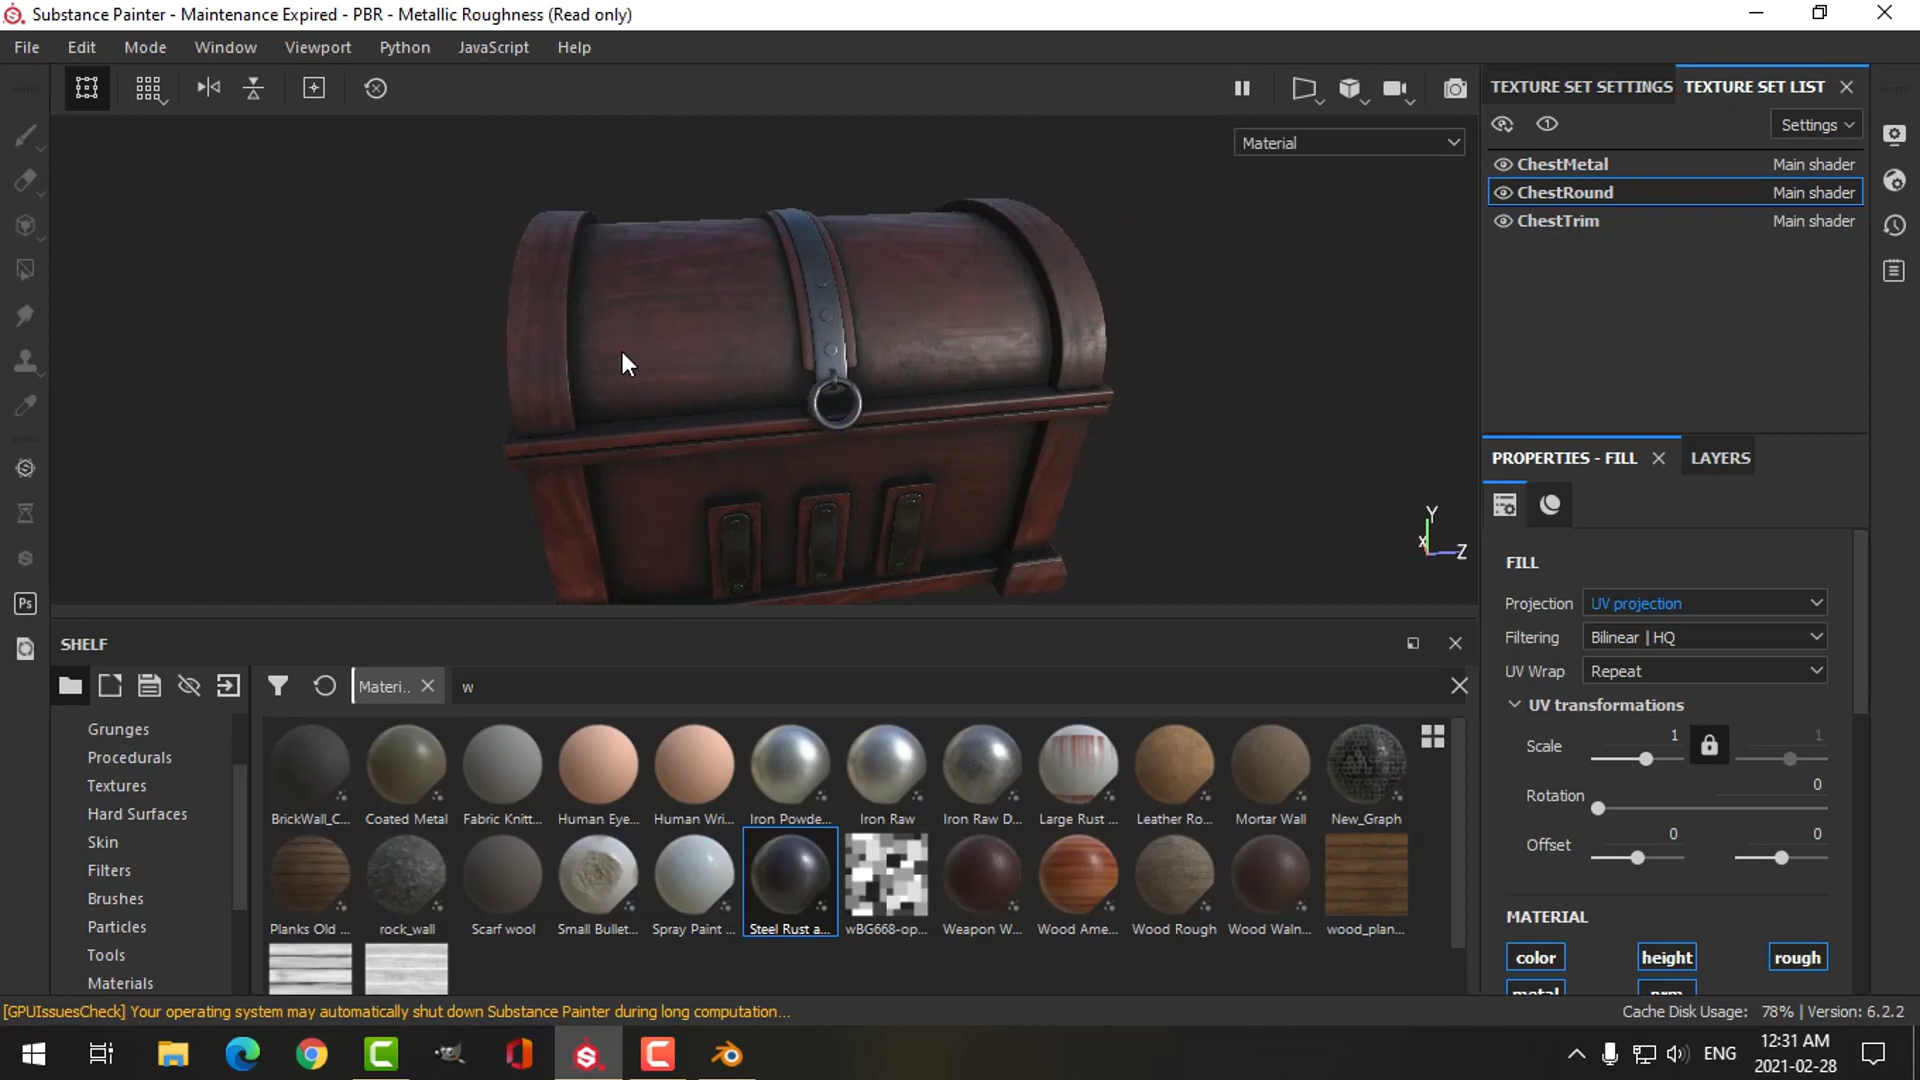 Substance Painter - Maintenance Expired - PBR - Metallic Roughness (Read only)
File Edit Mode Window Viewport Python JavaScript Help
TEXTURE SET SETTINGS TEXTURE SET LIST
Material
Settings
ChestMetal Main shader
ChestRound Main shader
ChestTrim Main shader
Y
X
Z
PROPERTIES - FILL LAYERS
FILL
Projection UV projection
Filtering Bilinear | HQ
UV Wrap Repeat
UV transformations
Scale 1 1
Rotation 0
Offset 0 0
MATERIAL
color height rough
metal nrm
SHELF
Materi.. w
Grunges
Procedurals
Textures
Hard Surfaces
Skin
Filters
Brushes
Particles
Tools
Materials
BrickWall_C... Coated Metal Fabric Knitt... Human Eye... Human Wri... Iron Powde... Iron Raw Iron Raw D... Large Rust ... Leather Ro... Mortar Wall New_Graph
Planks Old ... rock_wall Scarf wool Small Bullet... Spray Paint ... Steel Rust a... wBG668-op... Weapon W... Wood Ame... Wood Rough Wood Waln... wood_plan...
Ps
[GPUIssuesCheck] Your operating system may automatically shut down Substance Painter during long computation...
Cache Disk Usage: 78% | Version: 6.2.2
ENG
12:31 AM
2021-02-28